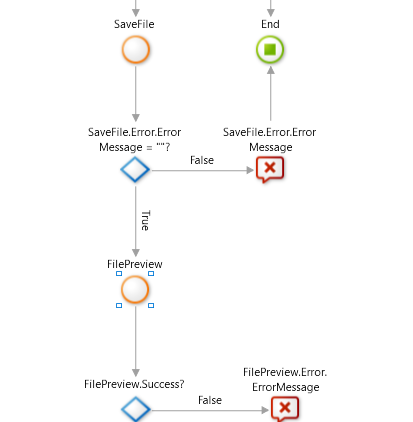 SaveFile
End
SaveFile.Error.Error
Message = ""?
False
SaveFile.Error.Error
Message
True
FilePreview
FilePreview.Success?
False
FilePreview.Error.
ErrorMessage